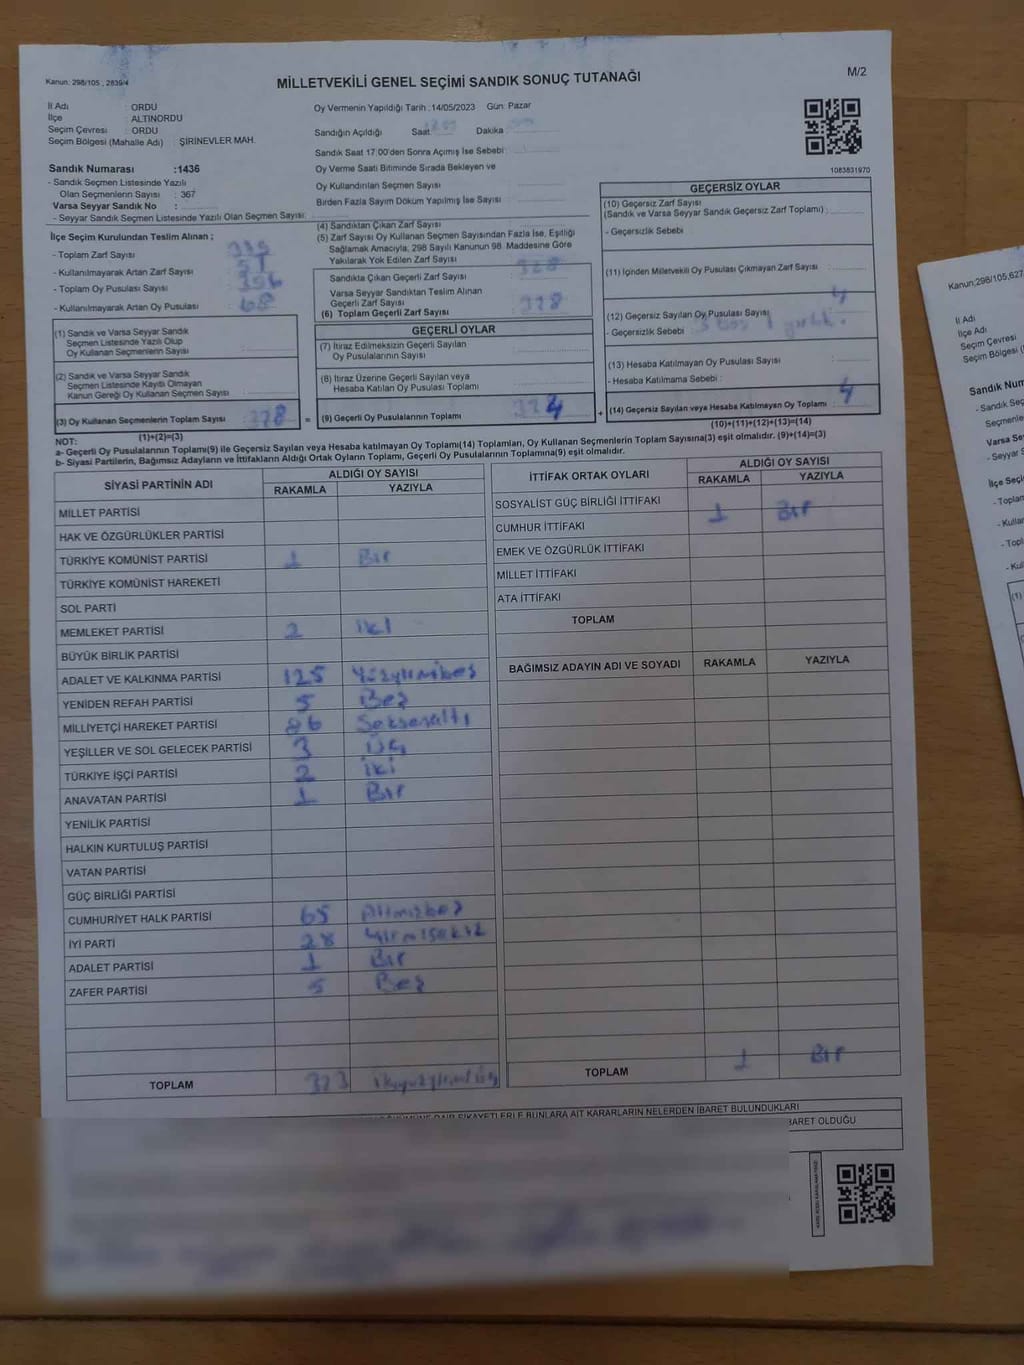 Kanun: 298/105 , 2839/4
MİLLETVEKİLİ GENEL SEÇİMİ SANDIK SONUÇ TUTANAĞI
M/2
İl Adı : ORDU
İlçe : ALTINORDU
Seçim Çevresi : ORDU
Seçim Bölgesi (Mahalle Adı) : ŞİRİNEVLER MAH.
Sandık Numarası :1436
- Sandık Seçmen Listesinde Yazılı
Olan Seçmenlerin Sayısı : 367
Varsa Seyyar Sandık No :
- Seyyar Sandık Seçmen Listesinde Yazılı Olan Seçmen Sayısı:
Oy Vermenin Yapıldığı Tarih :14/05/2023 Gün: Pazar
Sandığın Açıldığı Saat Dakika
Sandık Saat 17:00'den Sonra Açımış İse Sebebi:
Oy Verme Saati Bitiminde Sırada Bekleyen ve
Oy Kullandırılan Seçmen Sayısı
Birden Fazla Sayım Döküm Yapılmış İse Sayısı :
1083831970
İlçe Seçim Kurulundan Teslim Alınan :
- Toplam Zarf Sayısı :
- Kullanılmayarak Artan Zarf Sayısı :
- Toplam Oy Pusulası :
- Kullanılmayarak Artan Oy Pusulası : 68
(1) Sandık ve Varsa Seyyar Sandık
Seçmen Listesinde Yazılı Olup
Oy Kullanan Seçmenlerin Sayısı :
(2) Sandık ve Varsa Seyyar Sandık
Seçmen Listesinde Kayıtlı Olmayan
Kanun Gereği Oy Kullanan Seçmen Sayısı :
(3) Oy Kullanan Seçmenlerin Toplam Sayısı : 328
(1)+(2)=(3)
(4) Sandıktan Çıkan Zarf Sayısı :
(5) Zarf Sayısı Oy Kullanan Seçmen Sayısından Fazla İse, Eşitliği
Sağlamak Amacıyla; 298 Sayılı Kanunun 98. Maddesine Göre
Yakılarak Yok Edilen Zarf Sayısı :
Sandıkta Çıkan Geçerli Zarf Sayısı : 328
Varsa Seyyar Sandıktan Teslim Alınan
Geçerli Zarf Sayısı :
(6) Toplam Geçerli Zarf Sayısı : 328
GEÇERLİ OYLAR
(7) İtiraz Edilmeksizin Geçerli Sayılan
Oy Pusulalarının Sayısı :
(8) İtiraz Üzerine Geçerli Sayılan veya
Hesaba Katılan Oy Pusulası Toplamı :
= (9) Geçerli Oy Pusulalarının Toplamı : 324
GEÇERSİZ OYLAR
(10) Geçersiz Zarf Sayısı
(Sandık ve Varsa Seyyar Sandık Geçersiz Zarf Toplamı) :
- Geçersizlik Sebebi :
(11) İçinden Milletvekili Oy Pusulası Çıkmayan Zarf Sayısı :
(12) Geçersiz Sayılan Oy Pusulası Sayısı : 4
- Geçersizlik Sebebi : 3 boş 1 yırtık.
(13) Hesaba Katılmayan Oy Pusulası Sayısı :
- Hesaba Katılmama Sebebi :
+ (14) Geçersiz Sayılan veya Hesaba Katılmayan Oy Toplamı : 4
(10)+(11)+(12)+(13)=(14)
NOT:
a- Geçerli Oy Pusulalarının Toplamı(9) ile Geçersiz Sayılan veya Hesaba katılmayan Oy Toplamı(14) Toplamları, Oy Kullanan Seçmenlerin Toplam Sayısına(3) eşit olmalıdır. (9)+(14)=(3)
b- Siyasi Partilerin, Bağımsız Adayların ve İttifakların Aldığı Ortak Oyların Toplamı, Geçerli Oy Pusulalarının Toplamına(9) eşit olmalıdır.
SİYASİ PARTİNİN ADI ALDIĞI OY SAYISI
RAKAMLA YAZIYLA
MİLLET PARTİSİ
HAK VE ÖZGÜRLÜKLER PARTİSİ
TÜRKİYE KOMÜNİST PARTİSİ 1 Bir
TÜRKİYE KOMÜNİST HAREKETİ
SOL PARTİ
MEMLEKET PARTİSİ 2 iki
BÜYÜK BİRLİK PARTİSİ
ADALET VE KALKINMA PARTİSİ 125 Yüzyirmibeş
YENİDEN REFAH PARTİSİ 5 Beş
MİLLİYETÇİ HAREKET PARTİSİ 86 Seksenaltı
YEŞİLLER VE SOL GELECEK PARTİSİ 3 Üç
TÜRKİYE İŞÇİ PARTİSİ 2 iki
ANAVATAN PARTİSİ 1 Bir
YENİLİK PARTİSİ
HALKIN KURTULUŞ PARTİSİ
VATAN PARTİSİ
GÜÇ BİRLİĞİ PARTİSİ
CUMHURİYET HALK PARTİSİ 65 Altmışbeş
İYİ PARTİ 28 Yirmisekiz
ADALET PARTİSİ 1 Bir
ZAFER PARTİSİ 5 Beş
TOPLAM 323
İTTİFAK ORTAK OYLARI ALDIĞI OY SAYISI
RAKAMLA YAZIYLA
SOSYALİST GÜÇ BİRLİĞİ İTTİFAKI
CUMHUR İTTİFAKI 1 Bir
EMEK VE ÖZGÜRLÜK İTTİFAKI
MİLLET İTTİFAKI
ATA İTTİFAKI
TOPLAM
BAĞIMSIZ ADAYIN ADI VE SOYADI RAKAMLA YAZIYLA
TOPLAM 1 Bir
ŞİKAYETLERLE BUNLARA AİT KARARLARIN NELERDEN İBARET BULUNDUKLARI
BARET OLDUĞU
Kanun;298/105,627
İl Adı
İlçe Adı
Seçim Çevresi
Seçim Bölgesi (
Sandık Num
- Sandık Seç
Seçmenle
Varsa Se
- Seyyar S
İlçe Seçi
- Toplam
- Kullan
- Topl
- Kul
(1)